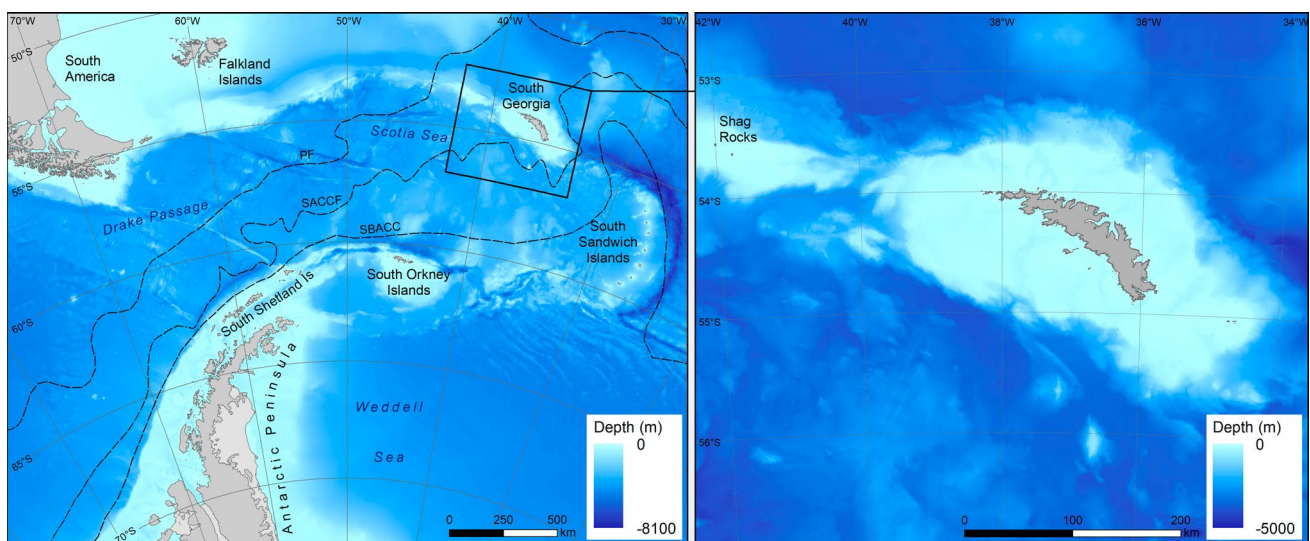 70°W
60°W
50°W
40°W
30°W
50°S
South
America
Falkland
Islands
South
Georgia
Scotia Sea
PF
55°S
SACCF
Drake Passage
SBACC
South
Sandwich
Islands
South Orkney
Islands
South Shetland Is
60°S
Antarctic Peninsula
Weddell
Sea
65°S
70°S
Depth (m)
0
-8100
0
250
500
km
42°W
40°W
38°W
36°W
34°W
53°S
Shag
Rocks
54°S
55°S
56°S
Depth (m)
0
-5000
0
100
200
km